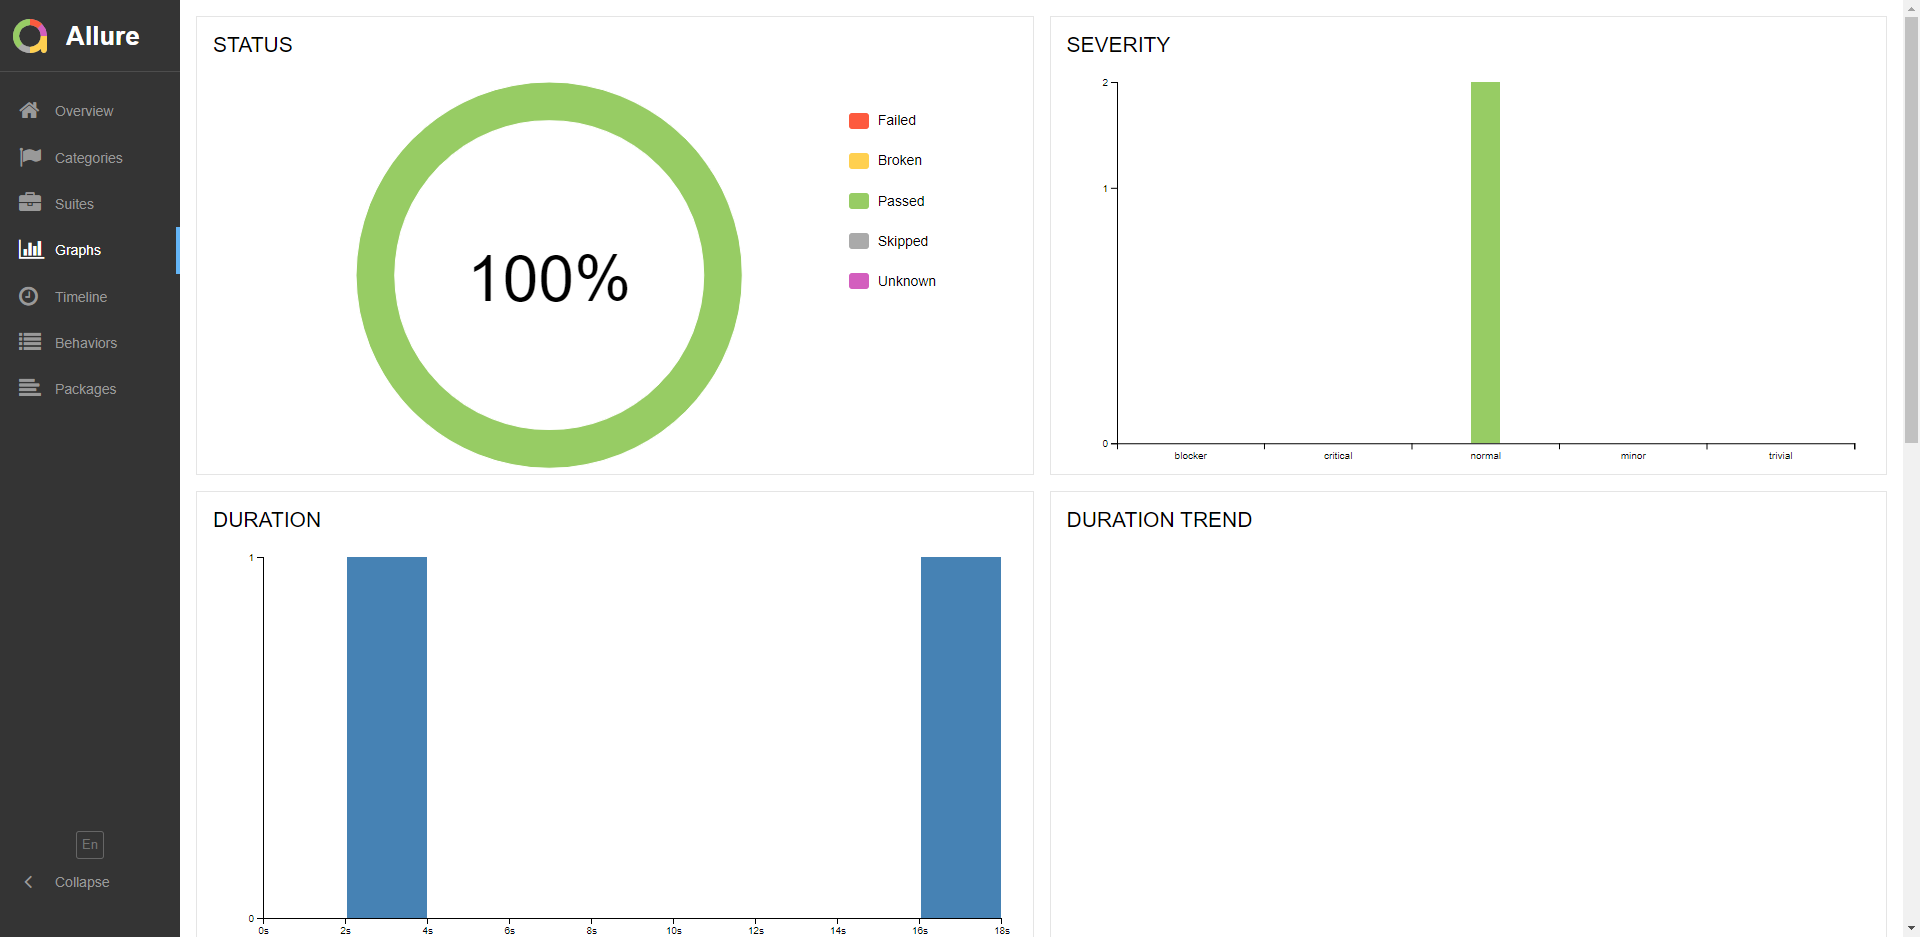 Allure
Overview
Categories
Suites
Graphs
Timeline
Behaviors
Packages
En
Collapse
STATUS
100%
Failed
Broken
Passed
Skipped
Unknown
SEVERITY
2
1
0
blocker critical normal minor trivial
DURATION
1
0
0s 2s 4s 6s 8s 10s 12s 14s 16s 18s
DURATION TREND